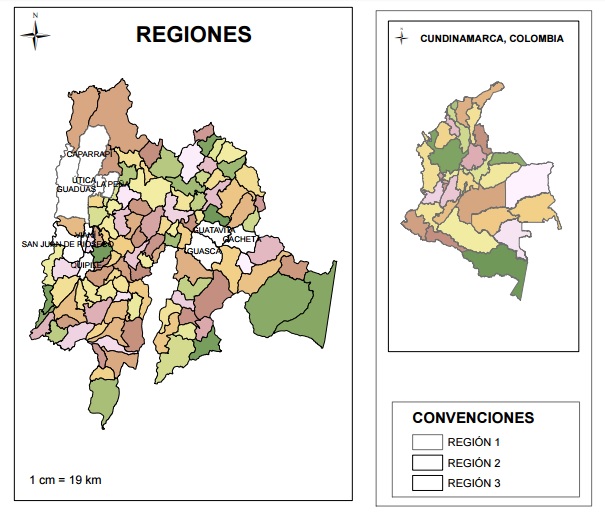 N
REGIONES
CAPARRAPÍ
ÚTICA
LA PEÑA
GUADUAS
VIANÍ
SAN JUAN DE RIOSECO
QUIPILE
GUATAVITA
GACHETA
GUASCA
1 cm = 19 km
N
CUNDINAMARCA, COLOMBIA
CONVENCIONES
REGIÓN 1
REGIÓN 2
REGIÓN 3